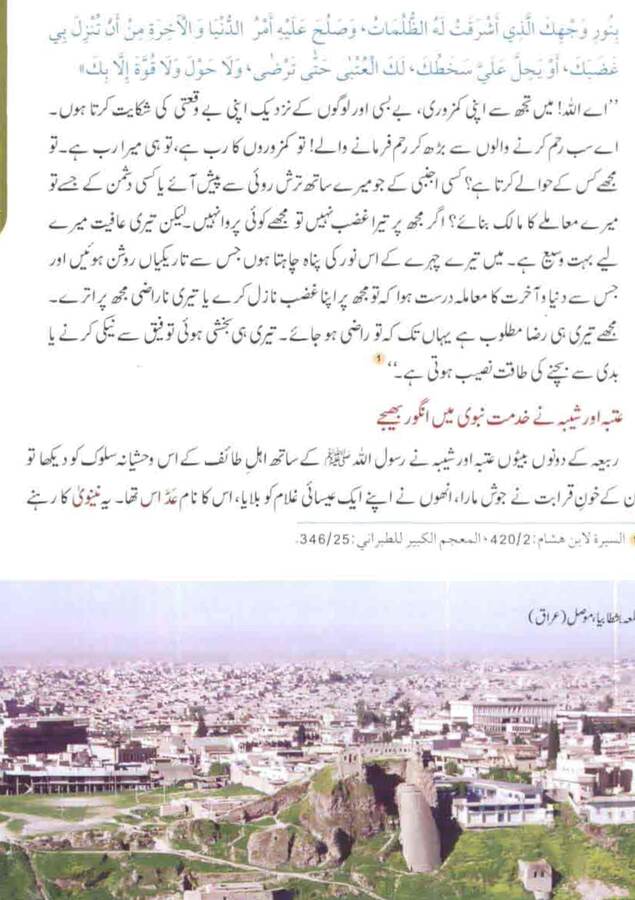 بِنُورِ وَجْهِكَ الَّذِي أَشْرَقَتْ لَهُ الظُّلُمَاتُ، وَصَلُحَ عَلَيْهِ أَمْرُ الدُّنْيَا وَالْآخِرَةِ مِنْ أَنْ تُنْزِلَ بِي
غَضَبَكَ، أَوْ يَحِلَّ عَلَيَّ سَخَطُكَ، لَكَ الْعُتْبَى حَتَّى تَرْضَى، وَلَا حَوْلَ وَلَا قُوَّةَ إِلَّا بِكَ»
’’اے اللہ! میں تجھ سے اپنی کمزوری، بے بسی اور لوگوں کے نزدیک اپنی بے وقعتی کی شکایت کرتا ہوں۔
اے سب رحم کرنے والوں سے بڑھ کر رحم فرمانے والے! تو کمزوروں کا رب ہے، تو ہی میرا رب ہے۔ تو
مجھے کس کے حوالے کرتا ہے؟ کسی اجنبی کے جو میرے ساتھ ترش روئی سے پیش آئے یا کسی دشمن کے جسے تو
میرے معاملے کا مالک بنائے؟ اگر مجھ پر تیرا غضب نہیں تو مجھے کوئی پروا نہیں۔ لیکن تیری عافیت میرے
لیے بہت وسیع ہے۔ میں تیرے چہرے کے اس نور کی پناہ چاہتا ہوں جس سے تاریکیاں روشن ہوئیں اور
جس سے دنیا و آخرت کا معاملہ درست ہوا کہ تو مجھ پر اپنا غضب نازل کرے یا تیری ناراضی مجھ پر اترے۔
مجھے تیری ہی رضا مطلوب ہے یہاں تک کہ تو راضی ہو جائے۔ تیری ہی بخشی ہوئی توفیق سے نیکی کرنے یا
بدی سے بچنے کی طاقت نصیب ہوتی ہے۔‘‘ 1
عتبہ اور شیبہ نے خدمت نبوی میں انگور بھیجے
ربیعہ کے دونوں بیٹوں عتبہ اور شیبہ نے رسول اللہ ﷺ کے ساتھ اہلِ طائف کے اس وحشیانہ سلوک کو دیکھا تو
ن کے خونِ قرابت نے جوش مارا، انھوں نے اپنے ایک عیسائی غلام کو بلایا، اس کا نام عَدَّاس تھا۔ یہ نینویٰ کا رہنے
1 السيرة لابن هشام: 420/2، المعجم الكبير للطبراني: 346/25.
لعہ بشطابیا، موصل (عراق)